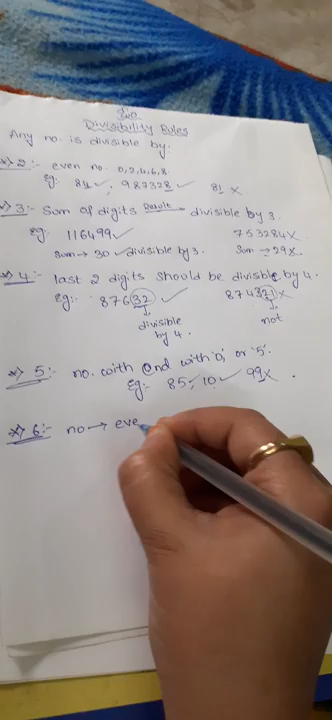 Divisibility Rules
Any no. is divisible by:
*) 2:- even no. 0,2,4,6,8.
Eg: 84 ✓, 987328 ✓ 81 x
*) 3:- Sum of digits Result divisible by 3.
Eg: 116499 ✓ 753284 x
Sum → 30 ✓ divisible by 3. Sum → 29 x.
*) 4:- last 2 digits should be divisble by 4.
Eg:- 87632 ✓ 874321 x
divisible by 4. not
*) 5:- no. with end with '0', or '5'.
Eg:- 85 ✓, 10 ✓ 99 x.
*) 6:- no → eve